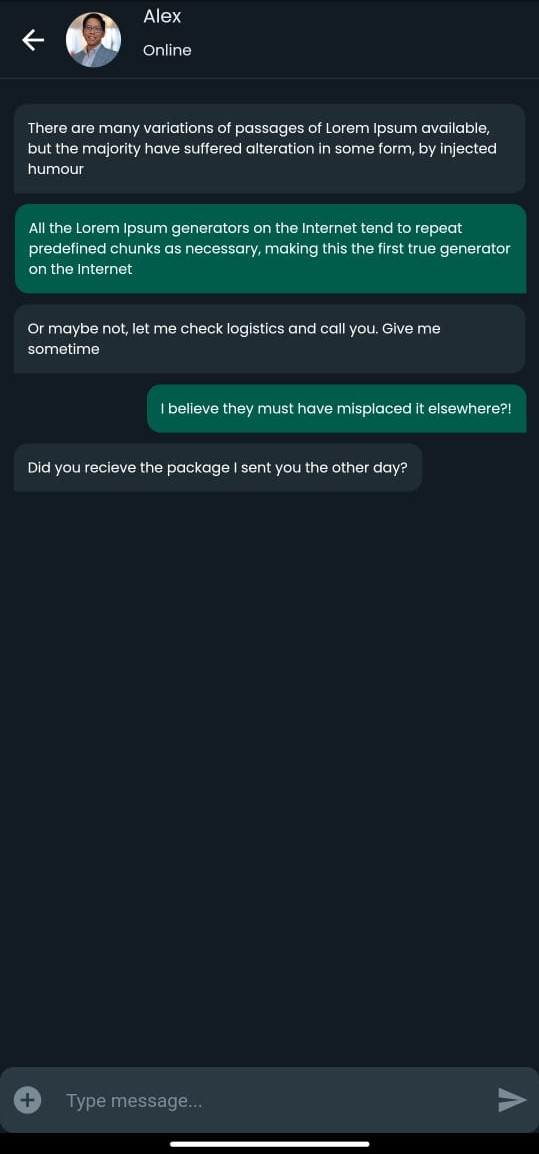 Alex
Online
There are many variations of passages of Lorem Ipsum available,
but the majority have suffered alteration in some form, by injected
humour
All the Lorem Ipsum generators on the Internet tend to repeat
predefined chunks as necessary, making this the first true generator
on the Internet
Or maybe not, let me check logistics and call you. Give me
sometime
I believe they must have misplaced it elsewhere?!
Did you recieve the package I sent you the other day?
Type message...